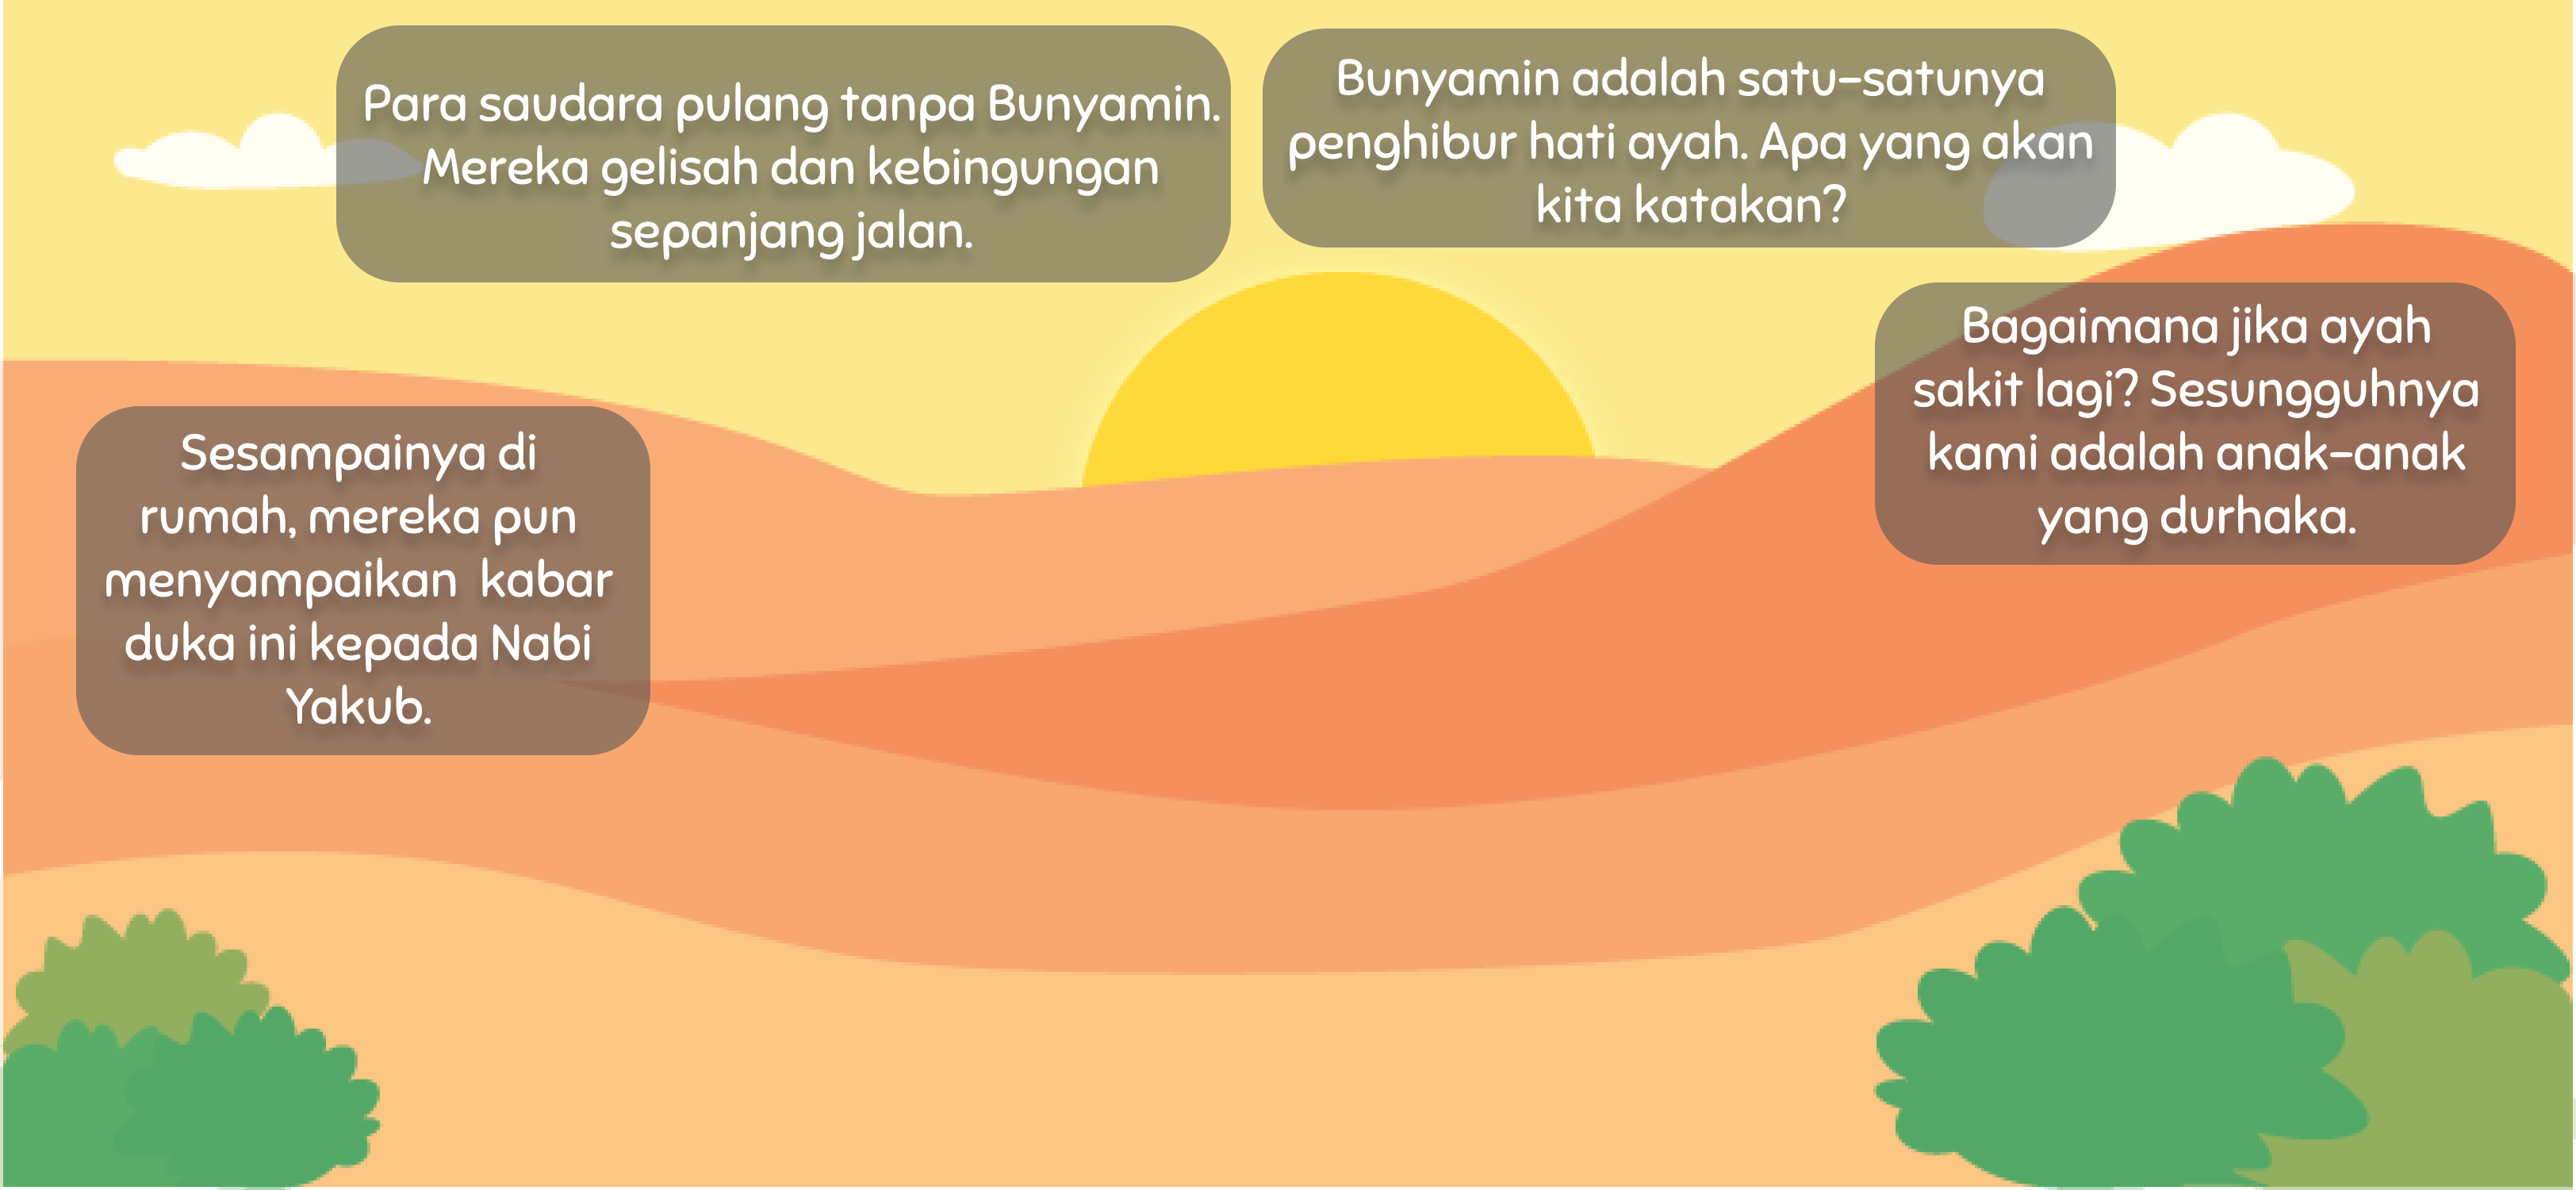 Para saudara pulang tanpa Bunyamin.
Mereka gelisah dan kebingungan
sepanjang jalan.
Bunyamin adalah satu-satunya
penghibur hati ayah. Apa yang akan
kita katakan?
Bagaimana jika ayah
sakit lagi? Sesungguhnya
kami adalah anak-anak
yang durhaka.
Sesampainya di
rumah, mereka pun
menyampaikan kabar
duka ini kepada Nabi
Yakub.